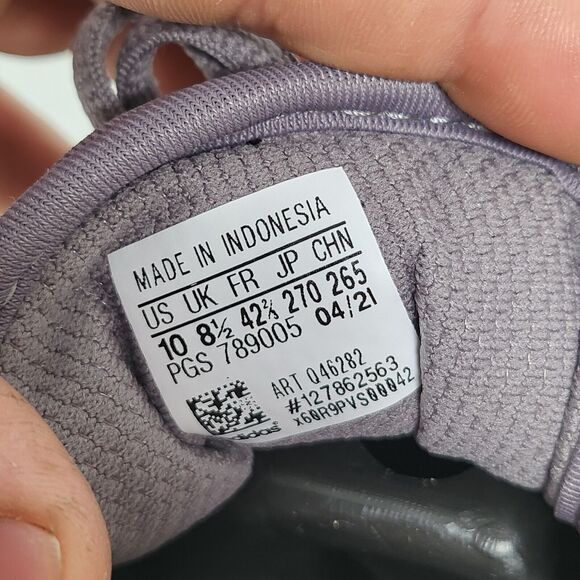 MADE IN INDONESIA
US UK FR JP CHN
10 8½ 42⅔ 270 265
PGS 789005 04/21
ART Q46282
#127862563
X60R9PVS00042
adidas